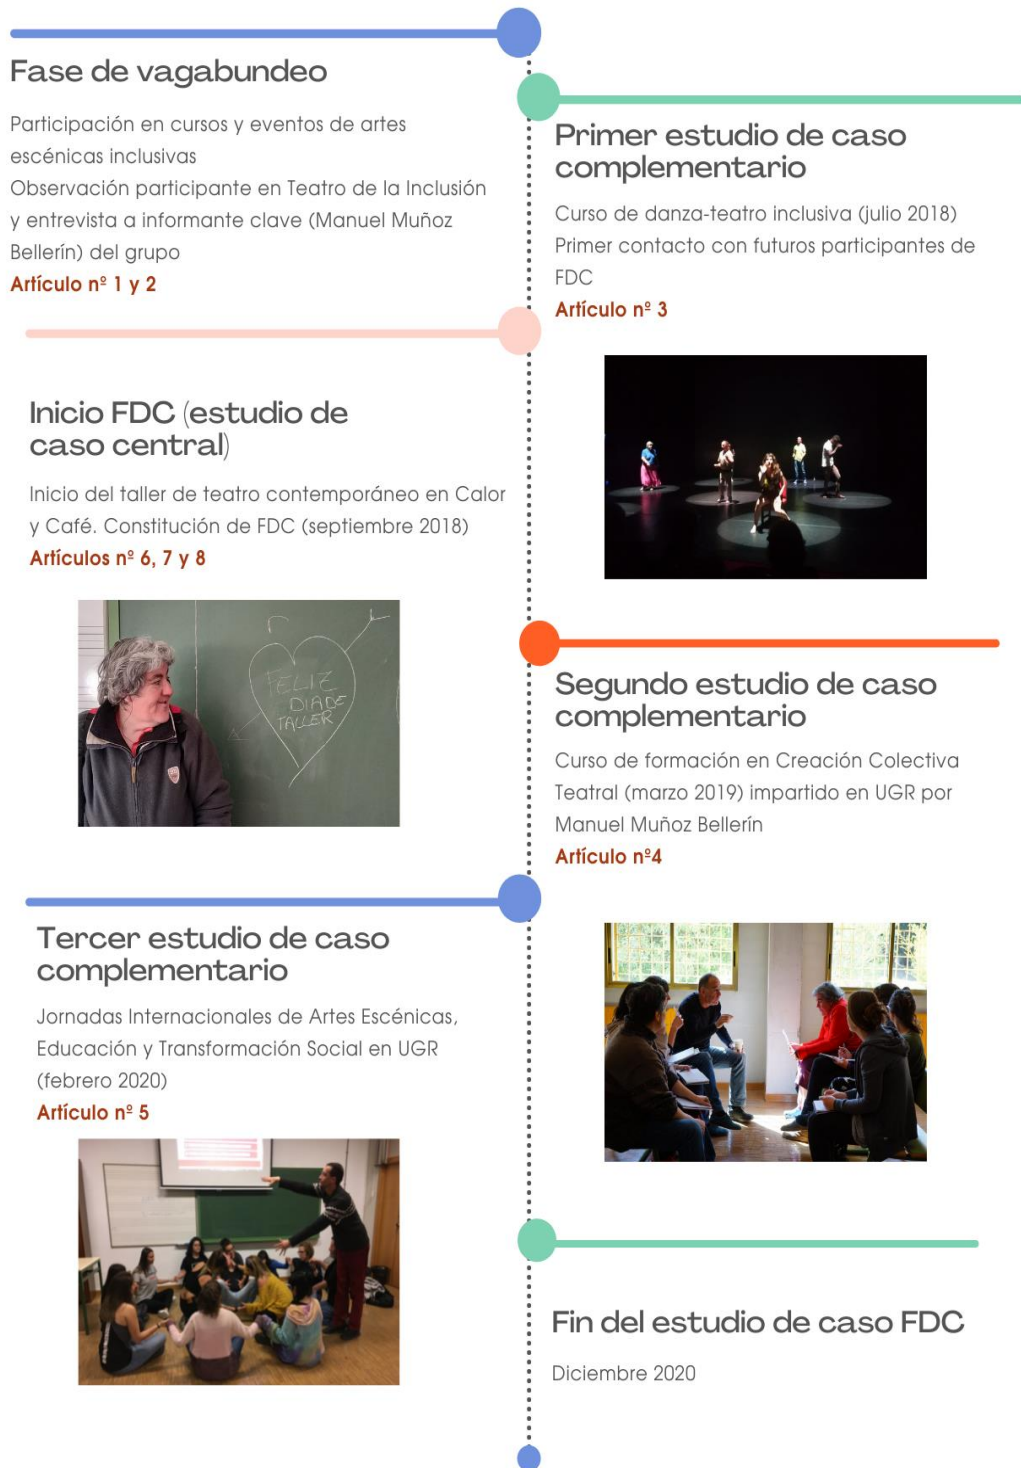 Fase de vagabundeo
Participación en cursos y eventos de artes
escénicas inclusivas
Observación participante en Teatro de la Inclusión
y entrevista a informante clave (Manuel Muñoz
Bellerín) del grupo
Artículo nº 1 y 2
Primer estudio de caso
complementario
Curso de danza-teatro inclusiva (julio 2018)
Primer contacto con futuros participantes de
FDC
Artículo nº 3
Inicio FDC (estudio de
caso central)
Inicio del taller de teatro contemporáneo en Calor
y Café. Constitución de FDC (septiembre 2018)
Artículos nº 6, 7 y 8
FELIZ
DIA DE
TALLER
Segundo estudio de caso
complementario
Curso de formación en Creación Colectiva
Teatral (marzo 2019) impartido en UGR por
Manuel Muñoz Bellerín
Artículo nº4
Tercer estudio de caso
complementario
Jornadas Internacionales de Artes Escénicas,
Educación y Transformación Social en UGR
(febrero 2020)
Artículo nº 5
Fin del estudio de caso FDC
Diciembre 2020